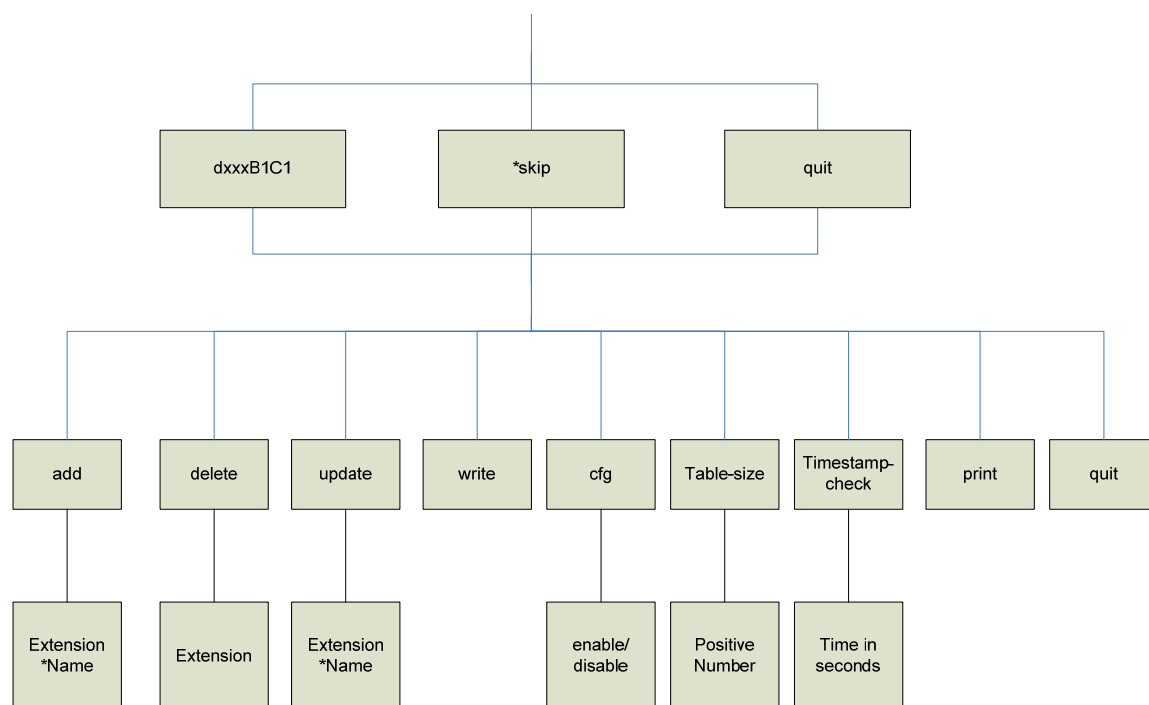 dxxxB1C1
*skip
quit
add
delete
update
write
cfg
Table-size
Timestamp-
check
print
quit
Extension
*Name
Extension
Extension
*Name
enable/
disable
Positive
Number
Time in
seconds